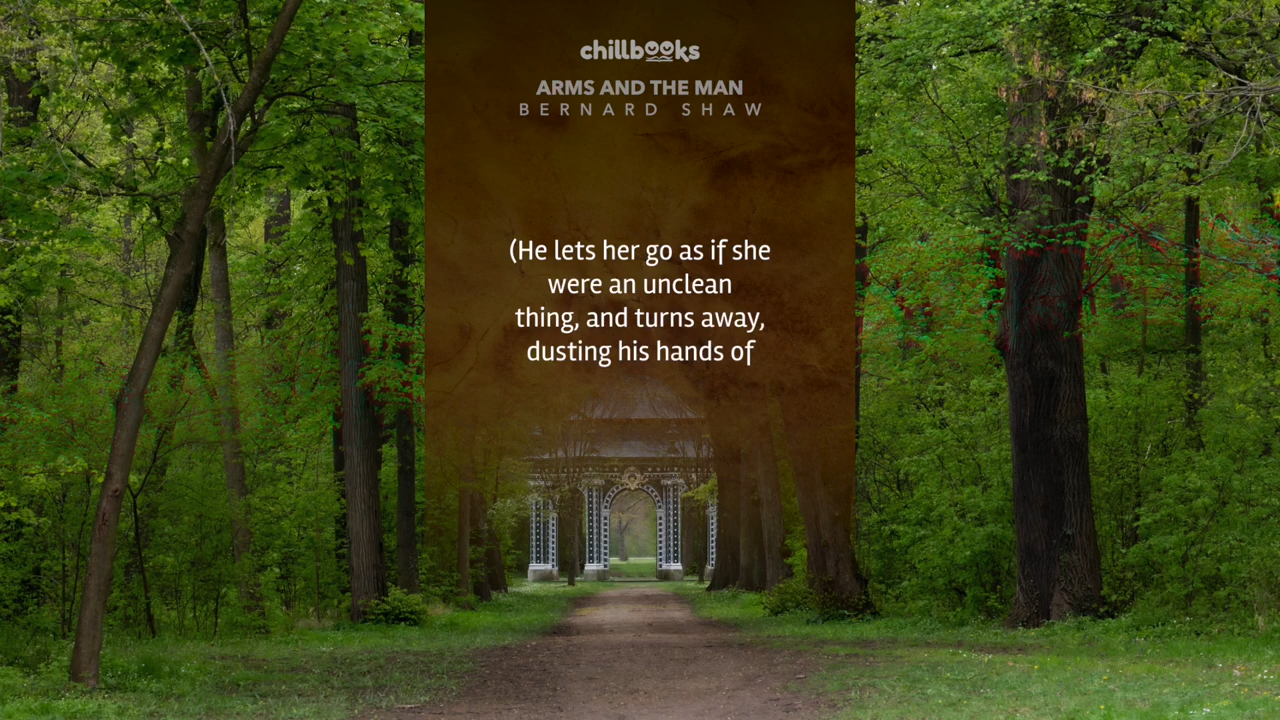 chillbooks
ARMS AND THE MAN
BERNARD SHAW
(He lets her go as if she
were an unclean
thing, and turns away,
dusting his hands of